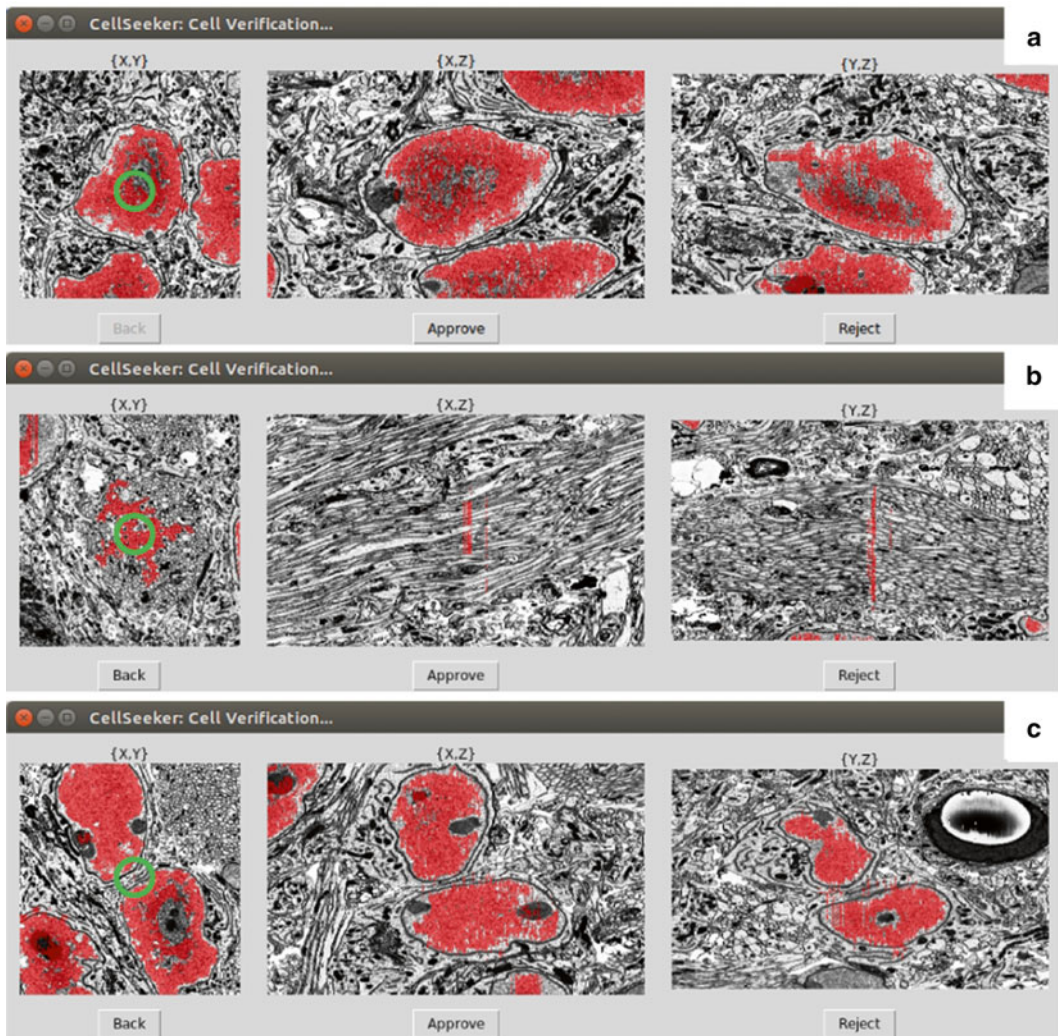 CellSeeker: Cell Verification...
a
{X,Y}
{X,Z}
{Y,Z}
Back
Approve
Reject
CellSeeker: Cell Verification...
b
{X,Y}
{X,Z}
{Y,Z}
Back
Approve
Reject
CellSeeker: Cell Verification...
c
{X,Y}
{X,Z}
{Y,Z}
Back
Approve
Reject